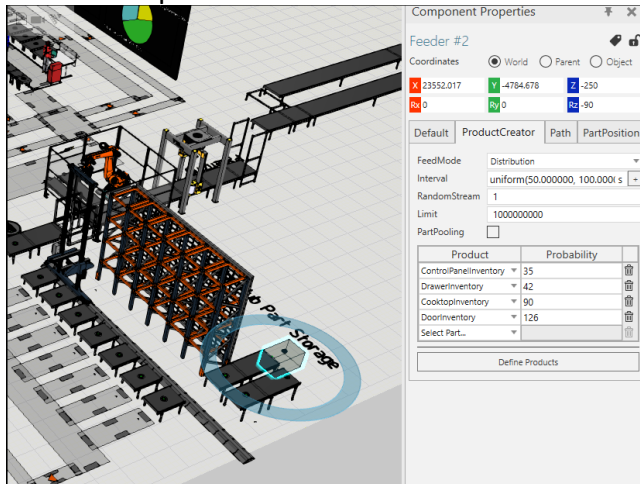 Component Properties
Feeder #2
Coordinates World Parent Object
X 23552.017 Y -4784.678 Z -250
Rx 0 Ry 0 Rz -90
Default ProductCreator Path PartPosition
FeedMode Distribution
Interval uniform(50.000000, 100.000( s +
RandomStream 1
Limit 1000000000
PartPooling
Product Probability
ControlPanelInventory 35
DrawerInventory 42
CooktopInventory 90
DoorInventory 126
Select Part...
Define Products
Part Storage